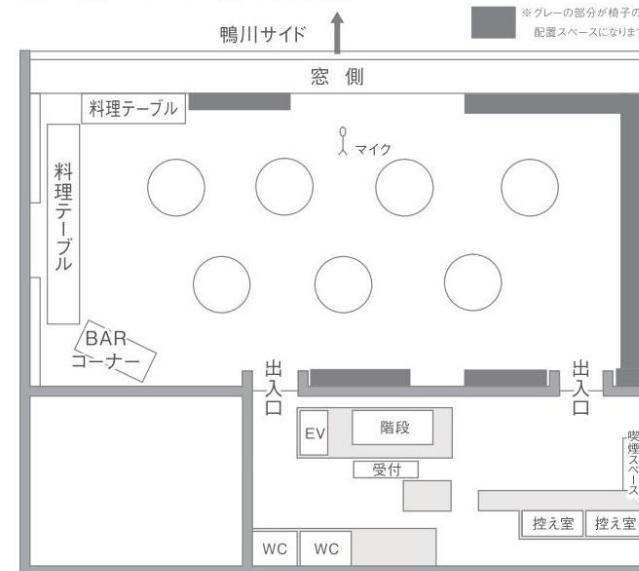 ※グレーの部分が椅子の
配置スペースになります
鴨川サイド
窓側
料理テーブル
マイク
料理テーブル
BAR
コーナー
出入口
出入口
EV
階段
受付
喫煙スペース
控え室
控え室
WC
WC